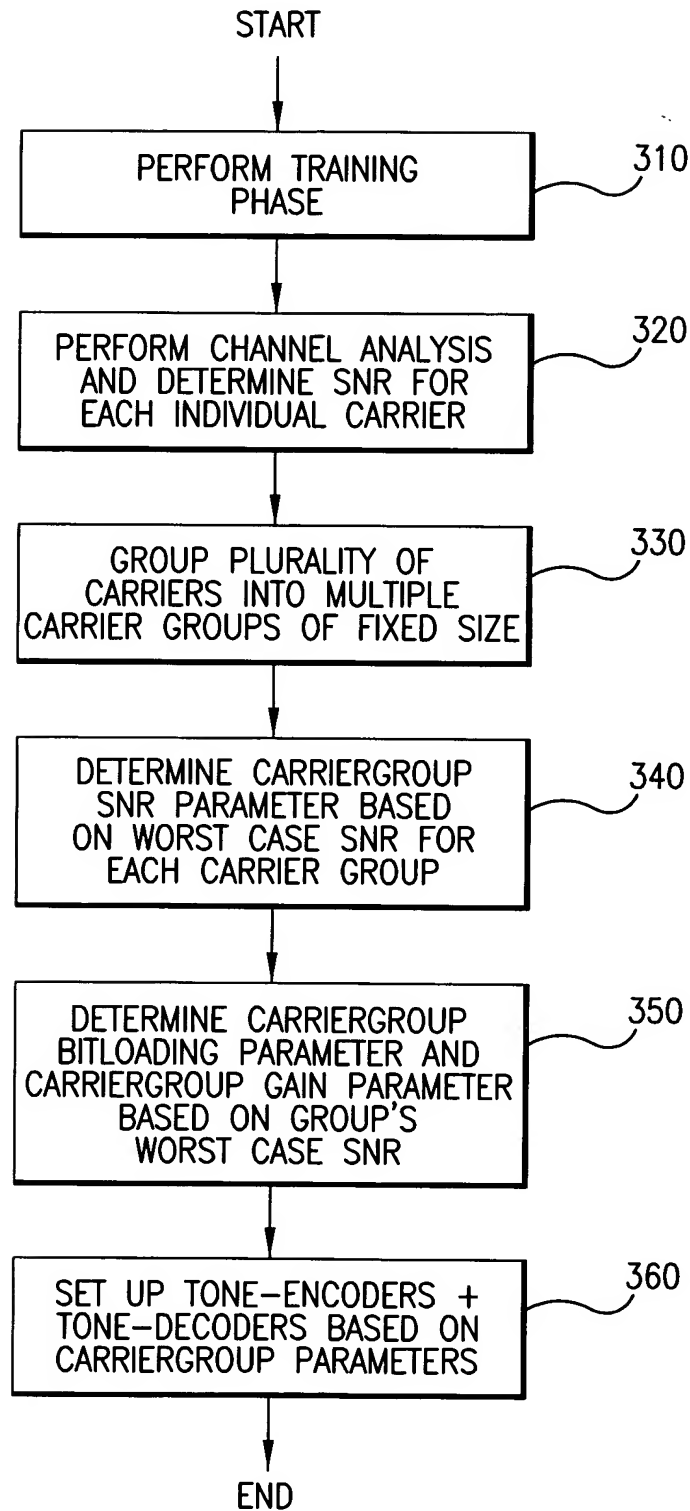 START
PERFORM TRAINING
PHASE
310
PERFORM CHANNEL ANALYSIS
AND DETERMINE SNR FOR
EACH INDIVIDUAL CARRIER
320
GROUP PLURALITY OF
CARRIERS INTO MULTIPLE
CARRIER GROUPS OF FIXED SIZE
330
DETERMINE CARRIERGROUP
SNR PARAMETER BASED
ON WORST CASE SNR FOR
EACH CARRIER GROUP
340
DETERMINE CARRIERGROUP
BITLOADING PARAMETER AND
CARRIERGROUP GAIN PARAMETER
BASED ON GROUP'S
WORST CASE SNR
350
SET UP TONE-ENCODERS +
TONE-DECODERS BASED ON
CARRIERGROUP PARAMETERS
360
END